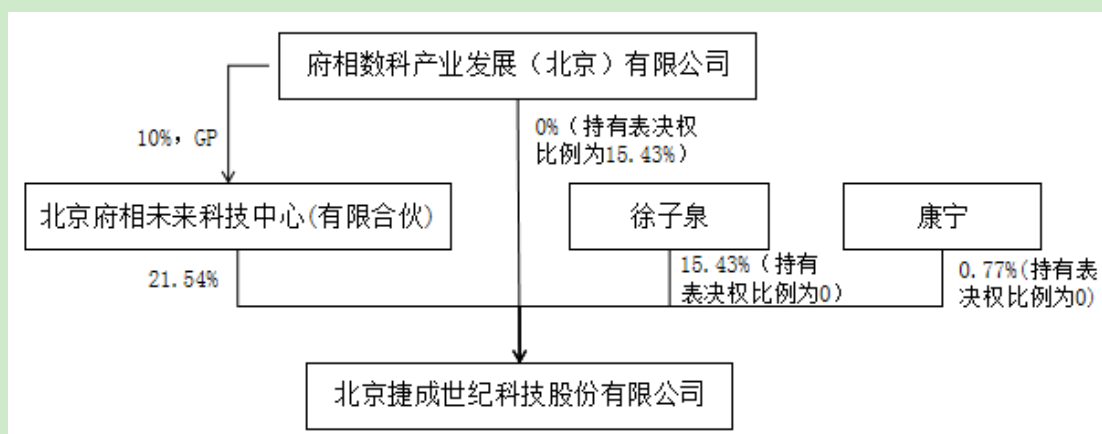 府相数科产业发展（北京）有限公司
10%，GP
0%（持有表决权
比例为15.43%）
北京府相未来科技中心(有限合伙)
徐子泉
康宁
21.54%
15.43%（持有
表决权比例为0）
0.77%(持有表
决权比例为0)
北京捷成世纪科技股份有限公司